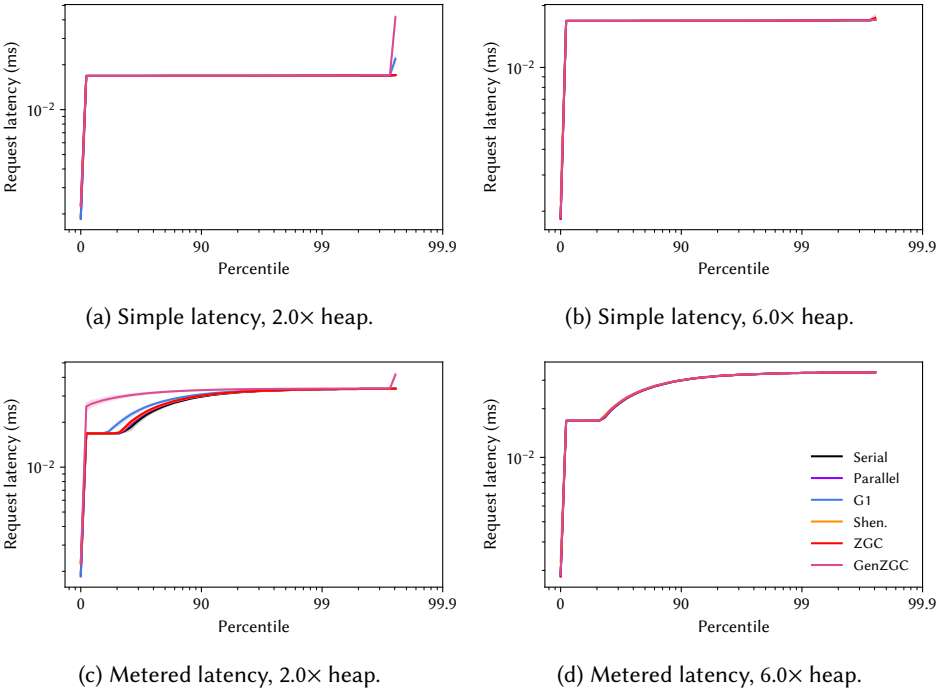 Request latency (ms)
10−2
0 90 99 99.9
Percentile
(a) Simple latency, 2.0× heap.
Request latency (ms)
10−2
0 90 99 99.9
Percentile
(b) Simple latency, 6.0× heap.
Request latency (ms)
10−2
0 90 99 99.9
Percentile
(c) Metered latency, 2.0× heap.
Request latency (ms)
10−2
Serial
Parallel
G1
Shen.
ZGC
GenZGC
0 90 99 99.9
Percentile
(d) Metered latency, 6.0× heap.